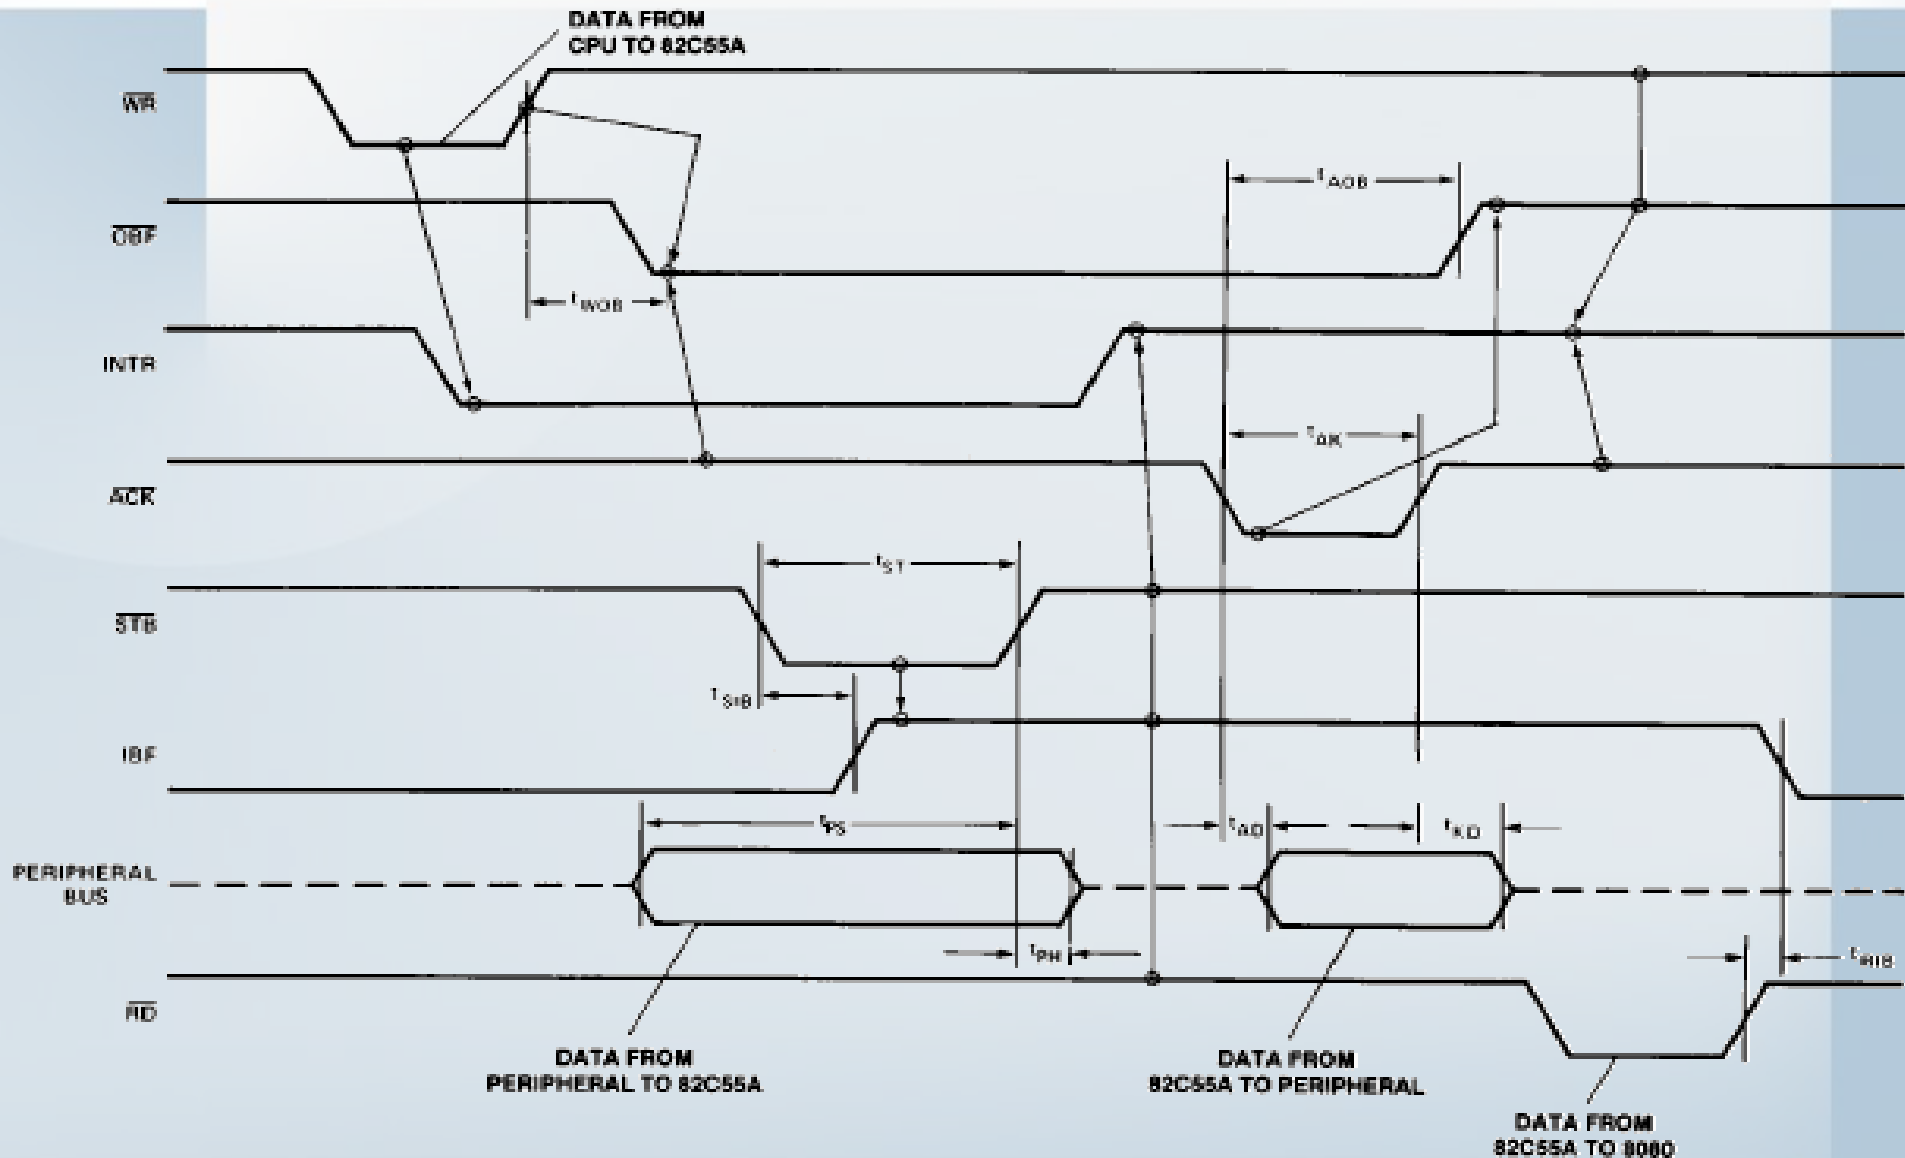 DATA FROM
CPU TO 82C55A
WR
tAOB
OBF
tWOB
INTR
tAK
ACK
tST
STB
tSIB
IBF
tPS
tAD
tKD
PERIPHERAL
BUS
tPH
tRIB
RD
DATA FROM
PERIPHERAL TO 82C55A
DATA FROM
82C55A TO PERIPHERAL
DATA FROM
82C55A TO 8080